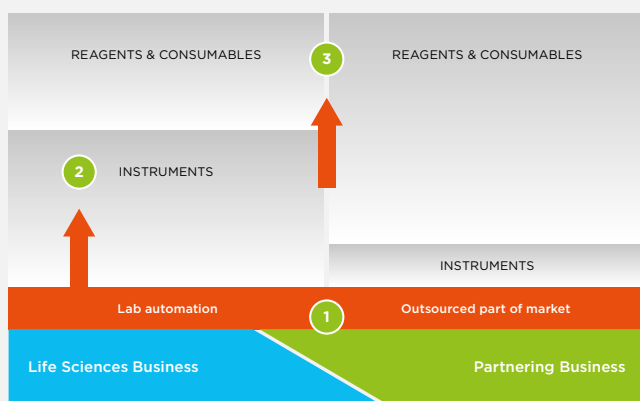 REAGENTS & CONSUMABLES
3
REAGENTS & CONSUMABLES
2
INSTRUMENTS
INSTRUMENTS
Lab automation
1
Outsourced part of market
Life Sciences Business
Partnering Business